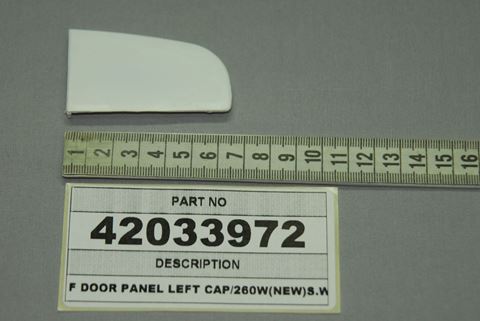 1 2 3 4 5 6 7 8 9 10 11 12 13 14 15 16
PART NO
42033972
DESCRIPTION
F DOOR PANEL LEFT CAP/260W(NEW)S.W